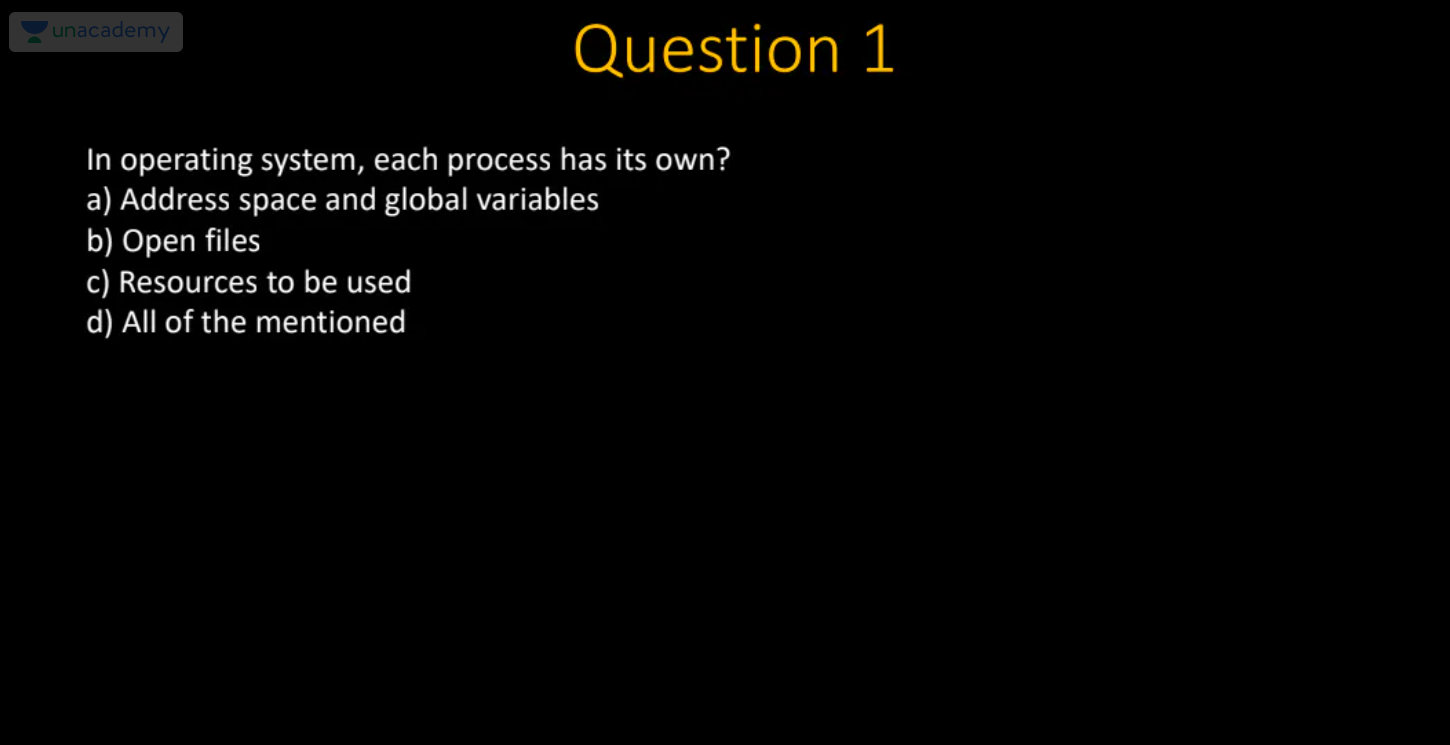 unacademy
Question 1
In operating system, each process has its own?
a) Address space and global variables
b) Open files
c) Resources to be used
d) All of the mentioned